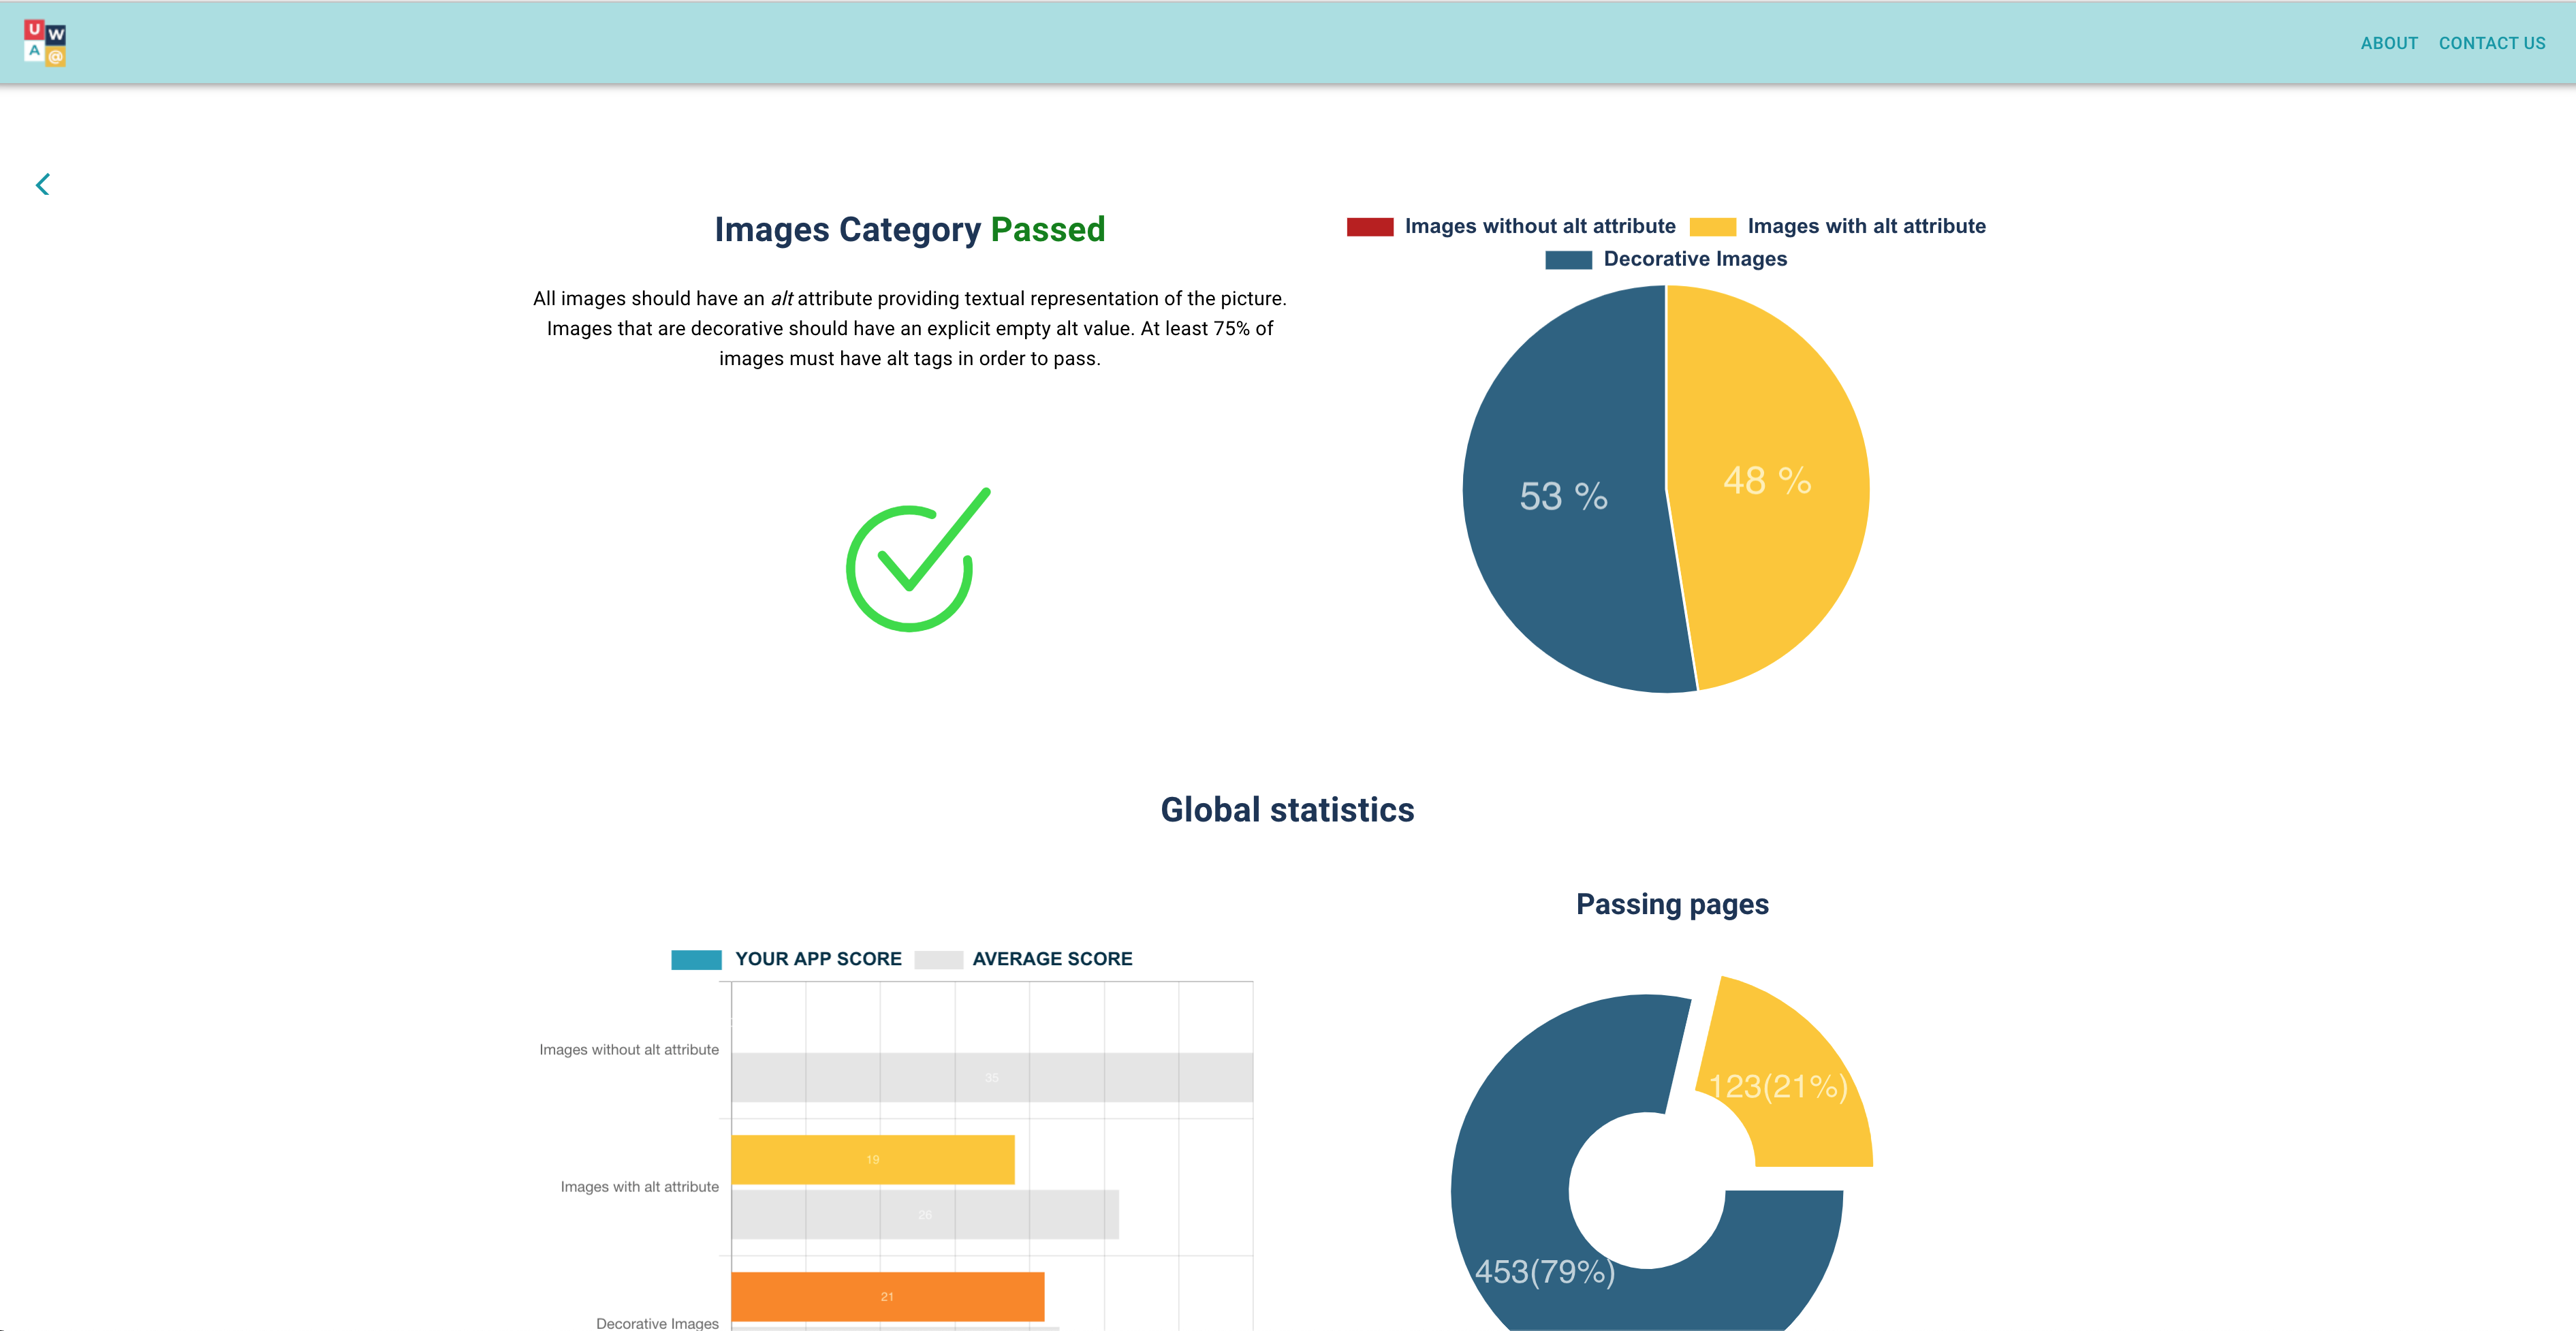 U W
A @
ABOUT CONTACT US
Images Category Passed
All images should have an alt attribute providing textual representation of the picture.
Images that are decorative should have an explicit empty alt value. At least 75% of
images must have alt tags in order to pass.
Images without alt attribute Images with alt attribute
Decorative Images
53 %
48 %
Global statistics
YOUR APP SCORE AVERAGE SCORE
Images without alt attribute
35
Images with alt attribute
19
26
Decorative Images
21
Passing pages
123(21%)
453(79%)